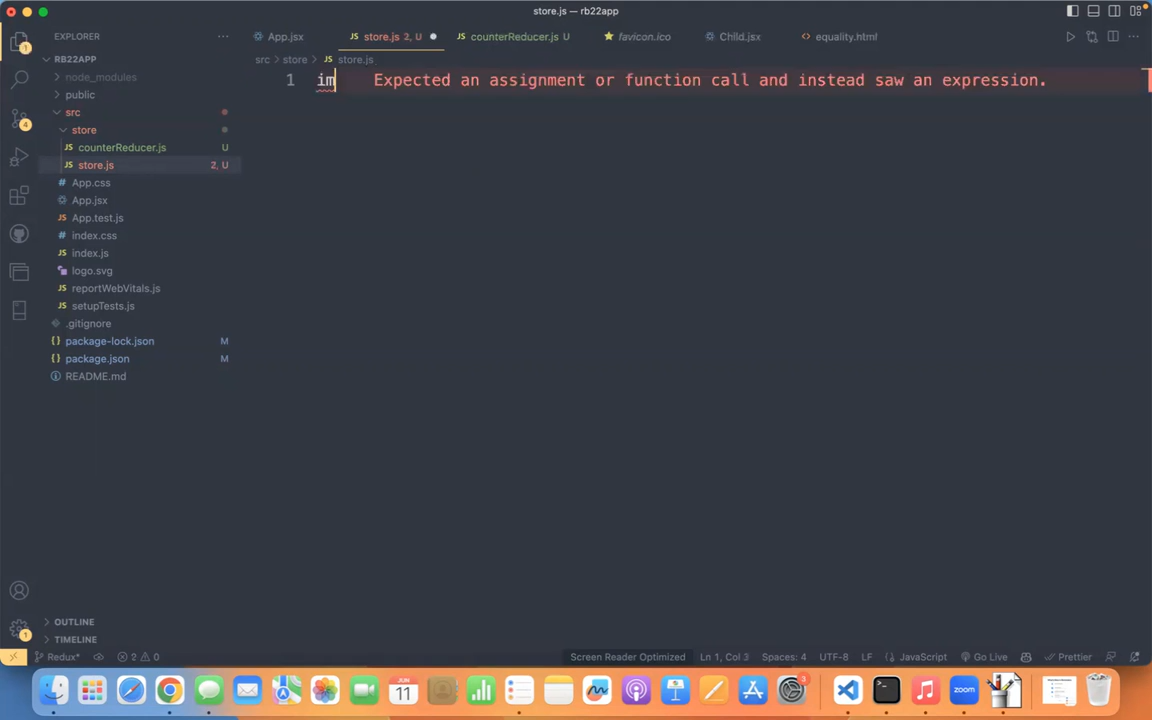 store.js — rb22app
EXPLORER
RB22APP
node_modules
public
src
store
counterReducer.js U
store.js 2, U
App.css
App.jsx
App.test.js
index.css
index.js
logo.svg
reportWebVitals.js
setupTests.js
.gitignore
package-lock.json M
package.json M
README.md
OUTLINE
TIMELINE
App.jsx
store.js 2, U
counterReducer.js U
favicon.ico
Child.jsx
equality.html
src > store > JS store.js
1 im Expected an assignment or function call and instead saw an expression.
Redux* 2 0
Screen Reader Optimized Ln 1, Col 3 Spaces: 4 UTF-8 LF {} JavaScript Go Live Prettier
JUN
11
zoom
3